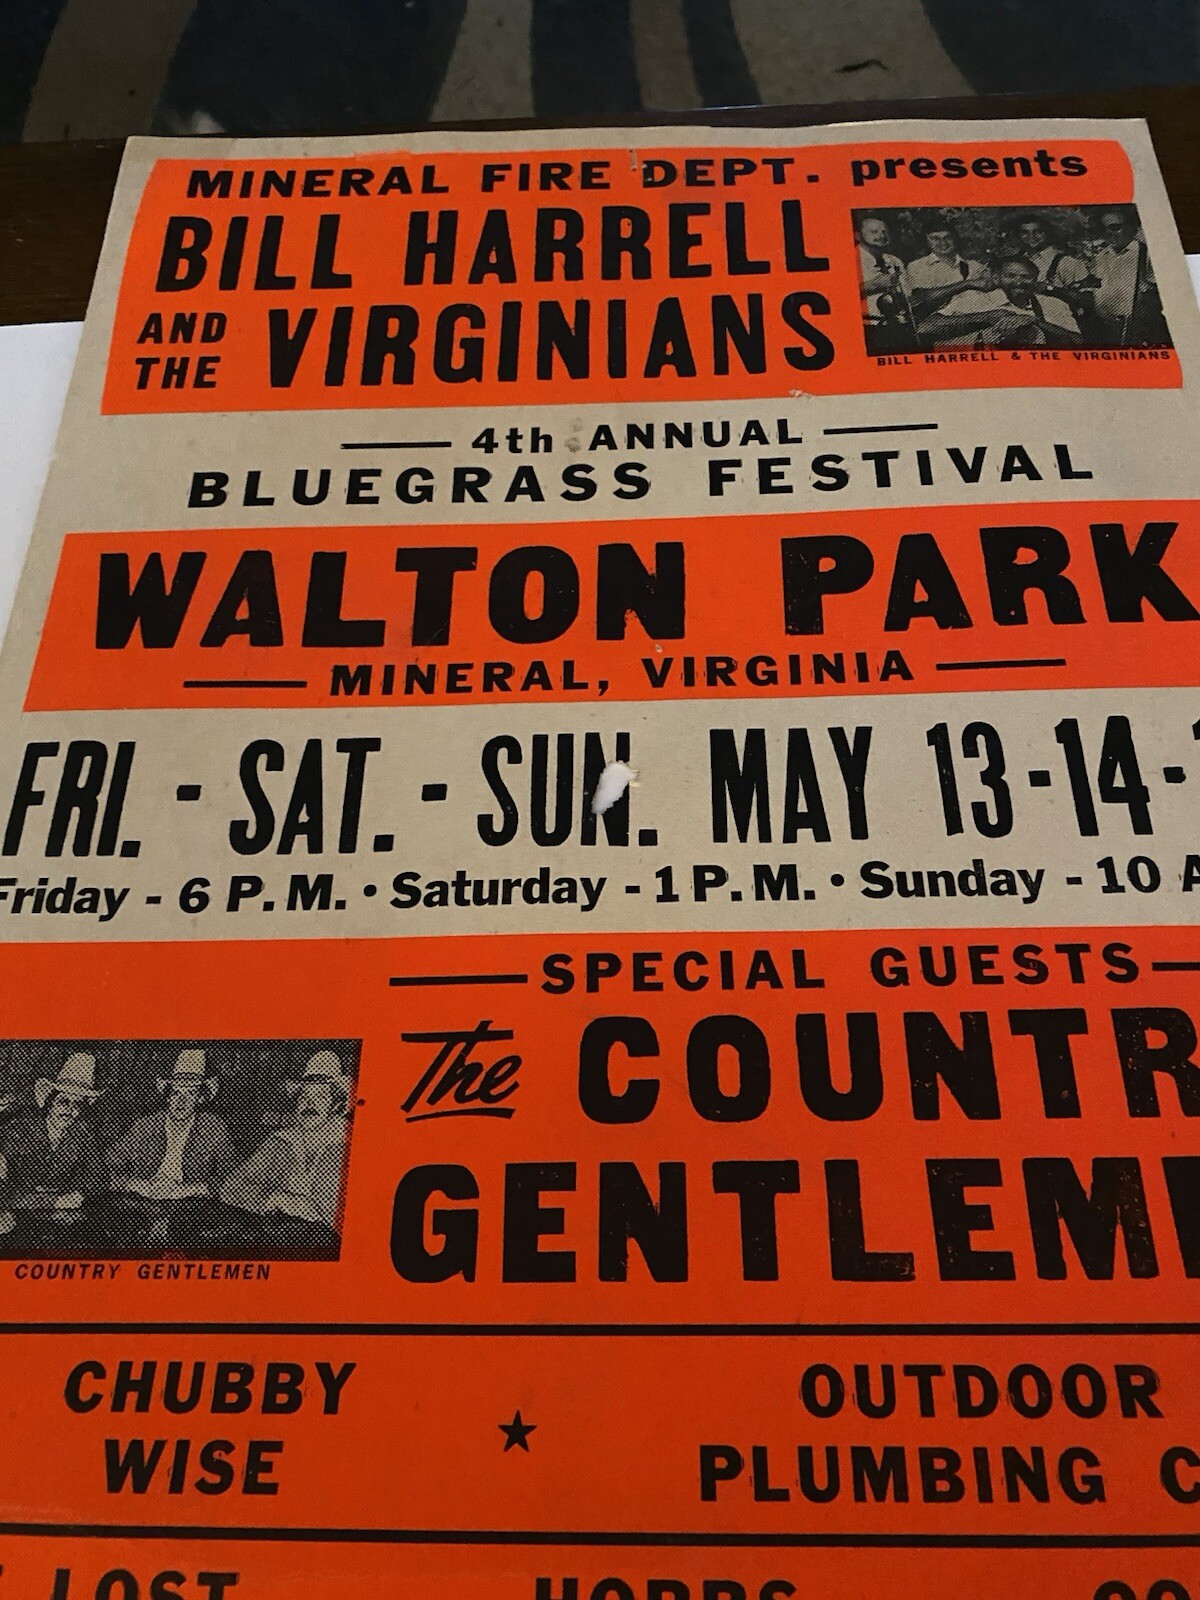 MINERAL FIRE DEPT. presents
BILL HARRELL
AND THE VIRGINIANS
BILL HARRELL & THE VIRGINIANS
4th ANNUAL
BLUEGRASS FESTIVAL
WALTON PARK
MINERAL, VIRGINIA
FRI. - SAT. - SUN. MAY 13-14-
Friday - 6 P.M. • Saturday - 1 P.M. • Sunday - 10 A
SPECIAL GUESTS
The COUNTR
GENTLEM
COUNTRY GENTLEMEN
CHUBBY
WISE
★
OUTDOOR
PLUMBING C
LOST